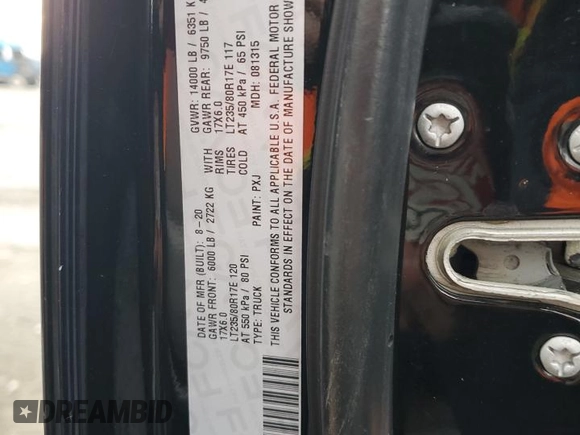 DATE OF MFR (BUILT): 8-20 GVWR: 14000 LB / 6351 K
GAWR FRONT: 6000 LB / 2722 KG WITH GAWR REAR: 9750 LB / 4
17X6.0 RIMS 17X6.0
LT235/80R17E 120 TIRES LT235/80R17E 117
AT 550 kPa / 80 PSI COLD AT 450 kPa / 65 PSI
TYPE: TRUCK PAINT: PXJ MDH: 081315
THIS VEHICLE CONFORMS TO ALL APPLICABLE U.S.A. FEDERAL MOTOR
STANDARDS IN EFFECT ON THE DATE OF MANUFACTURE SHOW
DREAMBID